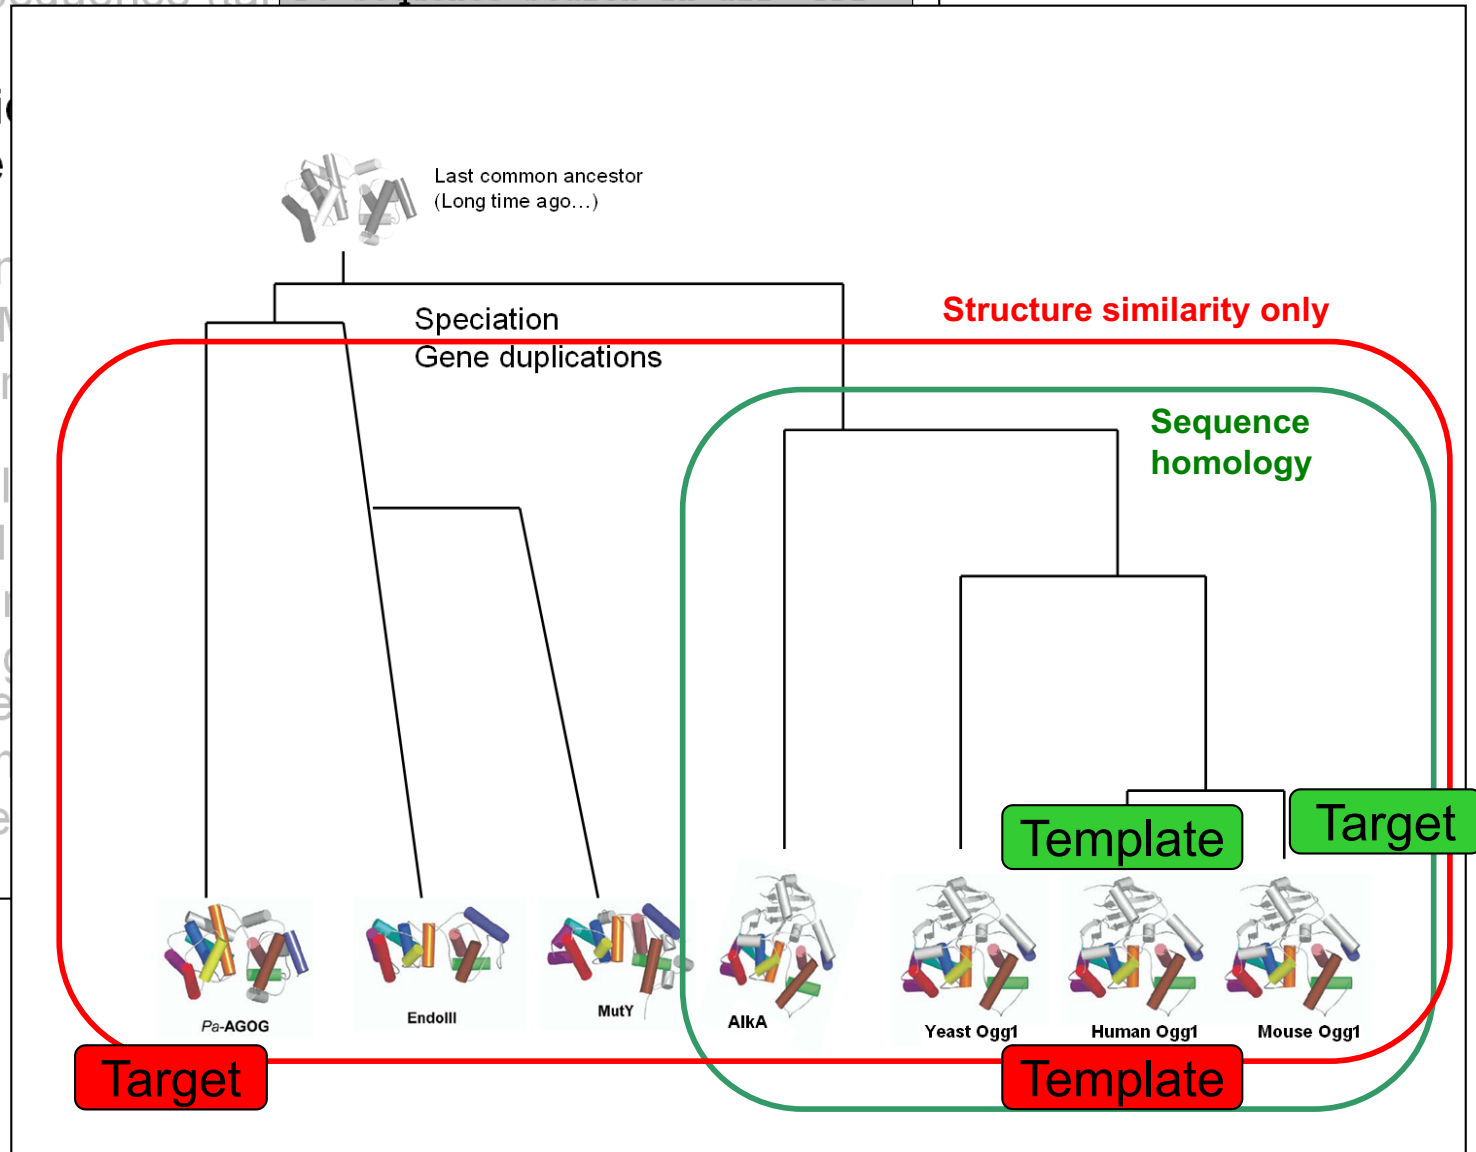 Last common ancestor
(Long time ago...)
Structure similarity only
Speciation
Gene duplications
Sequence
homology
Template
Target
Pa-AGOG
EndoIII
MutY
AlkA
Yeast Ogg1
Human Ogg1
Mouse Ogg1
Target
Template